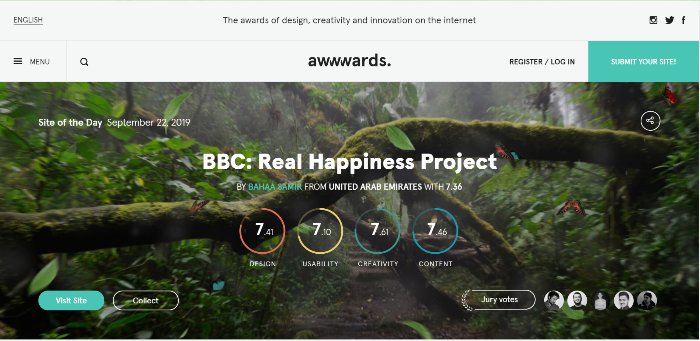 LEGACY
The awards of design, creativity and innovation on the internet
MENU
awwwards.
REGISTER / LOG IN
SUBMIT YOUR SITE!
Site of the Day September 22, 2019
BBC: Real Happiness Project
BY BAHAA SAMIR FROM UNITED ARAB EMIRATES WITH 7.36
7.41
7.10
7.61
7.46
DESIGN
USABILITY
CREATIVITY
CONTENT
Visit Site
Collect
Jury votes